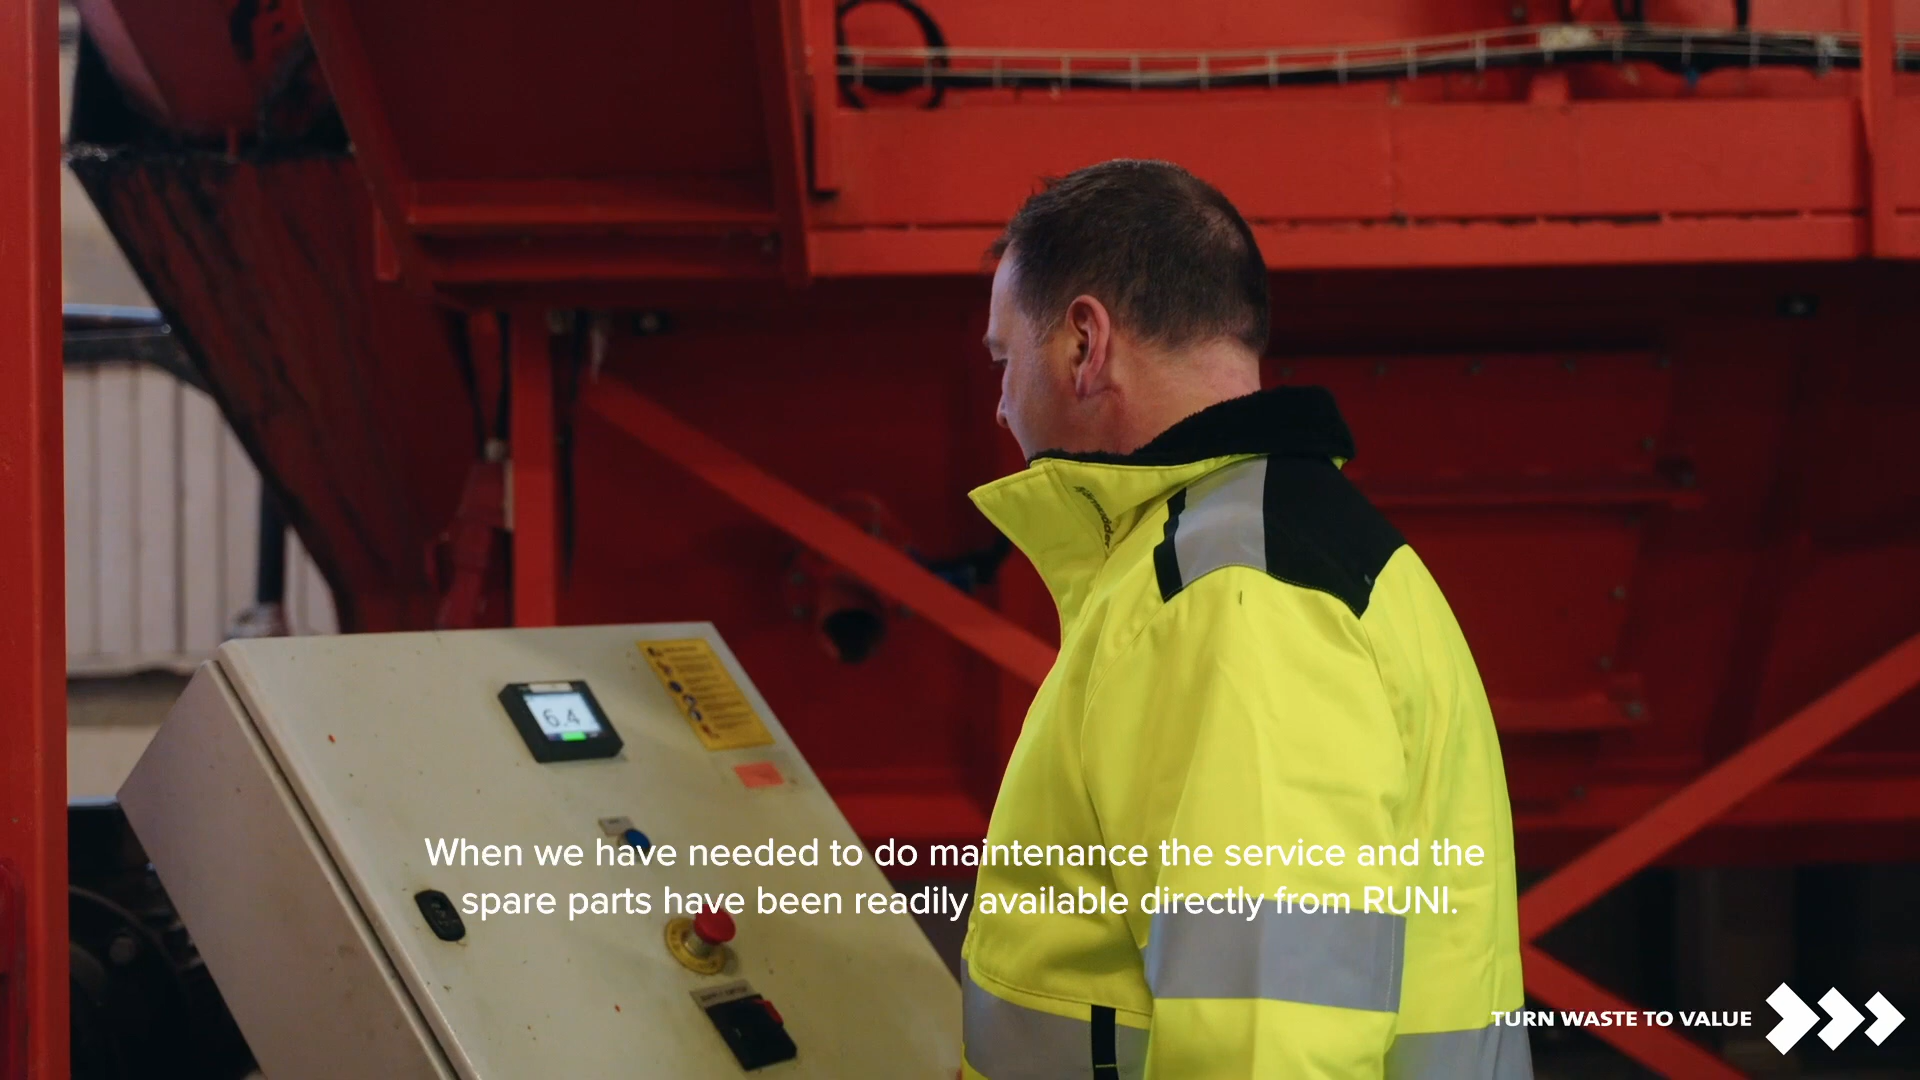 6.4
When we have needed to do maintenance the service and the
spare parts have been readily available directly from RUNI.
TURN WASTE TO VALUE